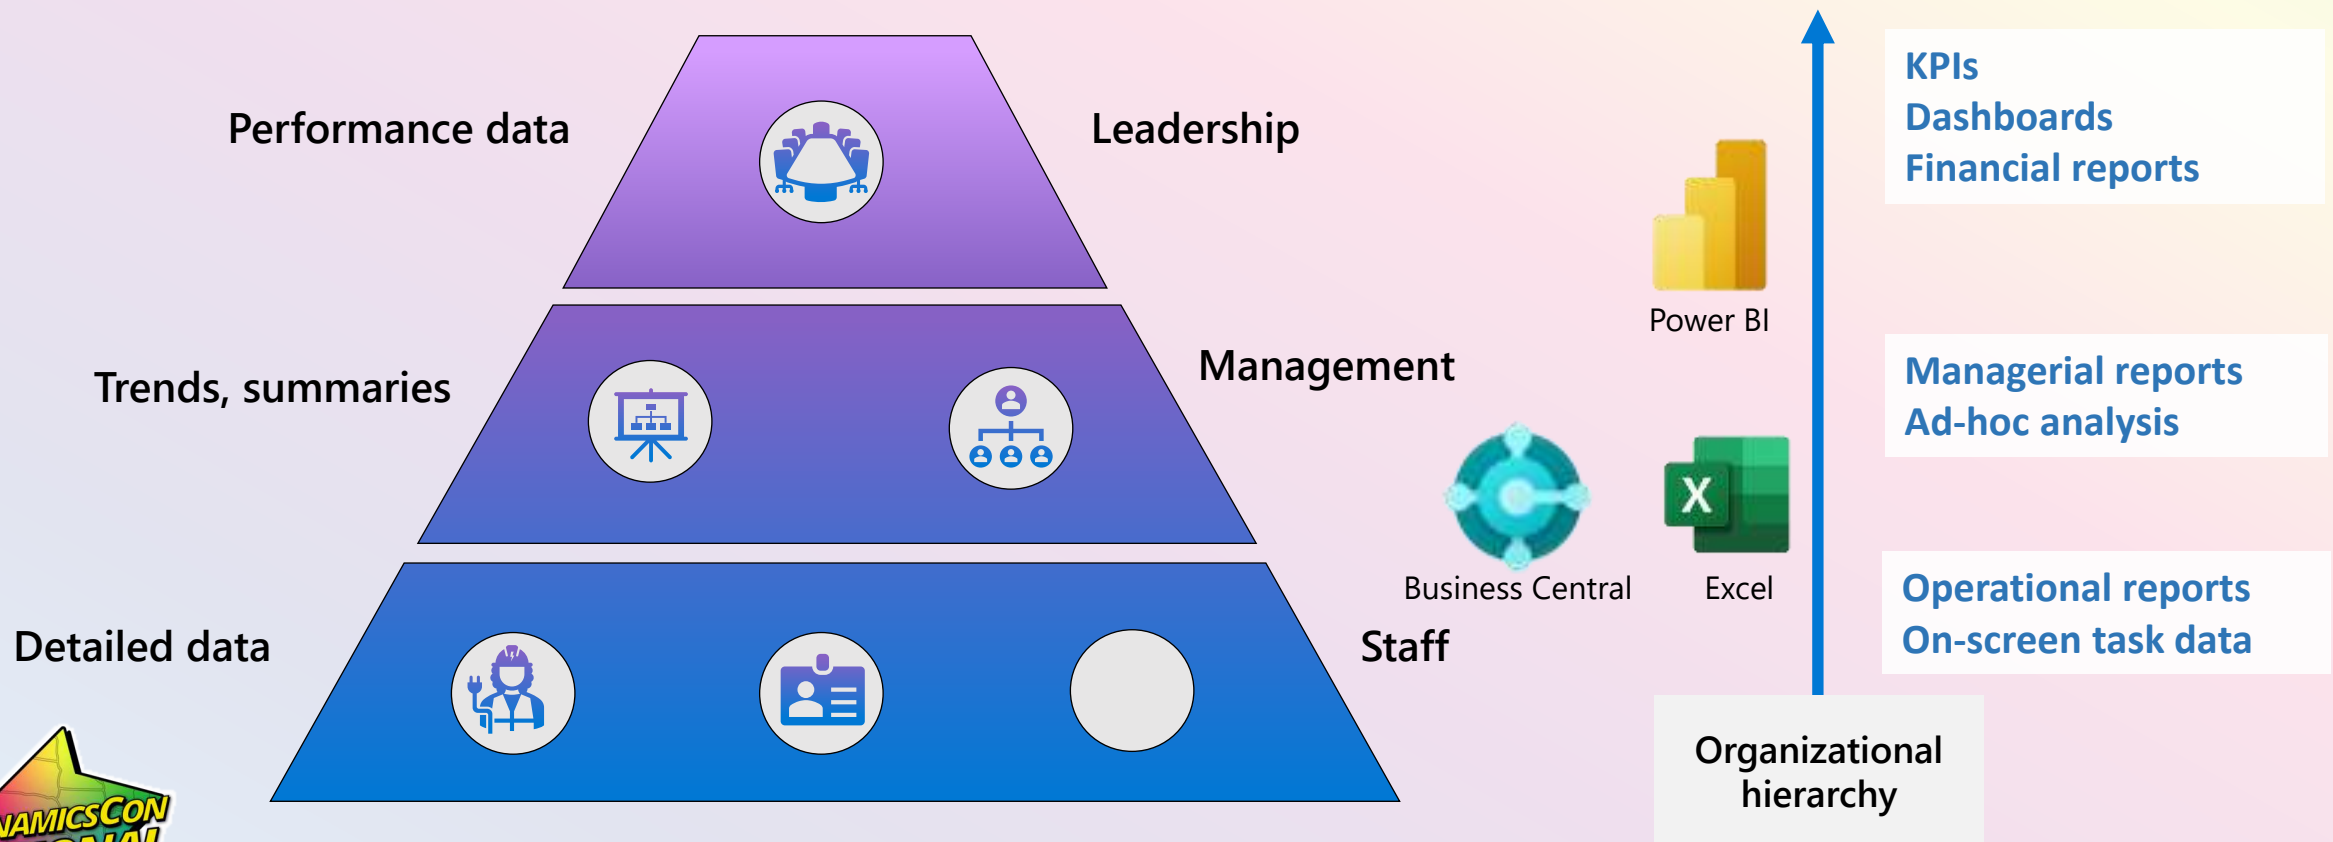 Performance data
Leadership
KPIs
Dashboards
Financial reports
Power BI
Trends, summaries
Management
Managerial reports
Ad-hoc analysis
X
Business Central
Excel
Detailed data
Staff
Operational reports
On-screen task data
Organizational
hierarchy
NAMICSCON